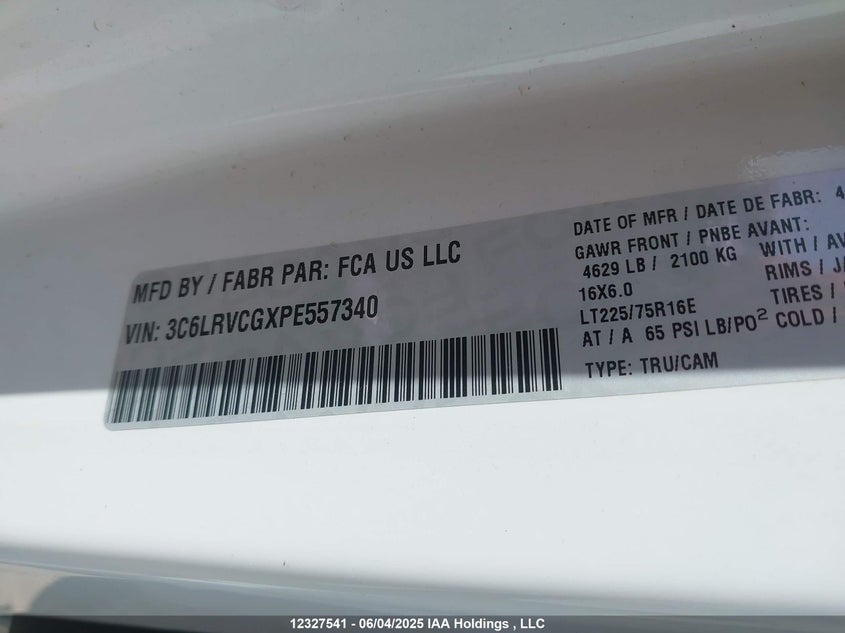 MFD BY / FABR PAR: FCA US LLC
VIN: 3C6LRVCGXPE557340
DATE OF MFR / DATE DE FABR: 4
GAWR FRONT / PNBE AVANT:
4629 LB / 2100 KG WITH / AV
16X6.0 RIMS / J
LT225/75R16E TIRES /
AT / A 65 PSI LB/PO² COLD /
TYPE: TRU/CAM
12327541 - 06/04/2025 IAA Holdings , LLC